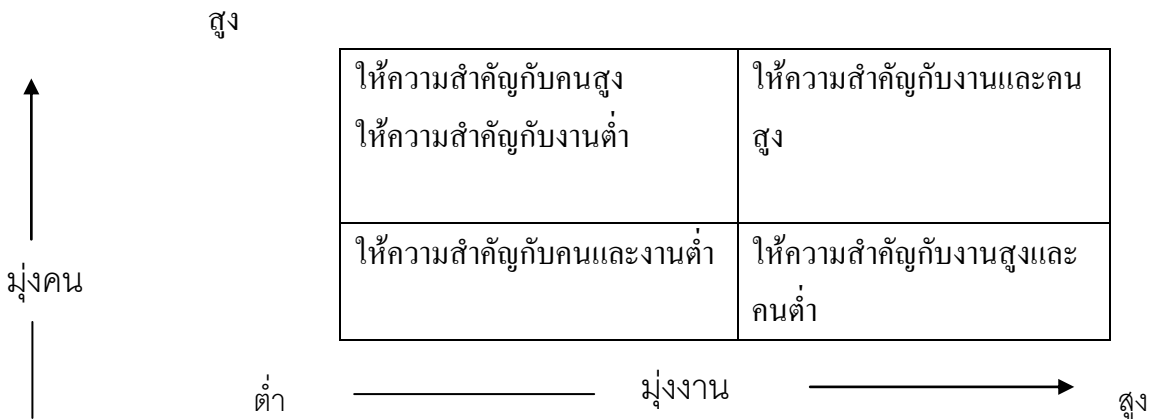 สูง
ให้ความสำคัญกับคนสูง
ให้ความสำคัญกับงานต่ำ
ให้ความสำคัญกับงานและคน
สูง
ให้ความสำคัญกับคนและงานต่ำ
ให้ความสำคัญกับงานสูงและ
คนต่ำ
มุ่งคน
ต่ำ
มุ่งงาน
สูง